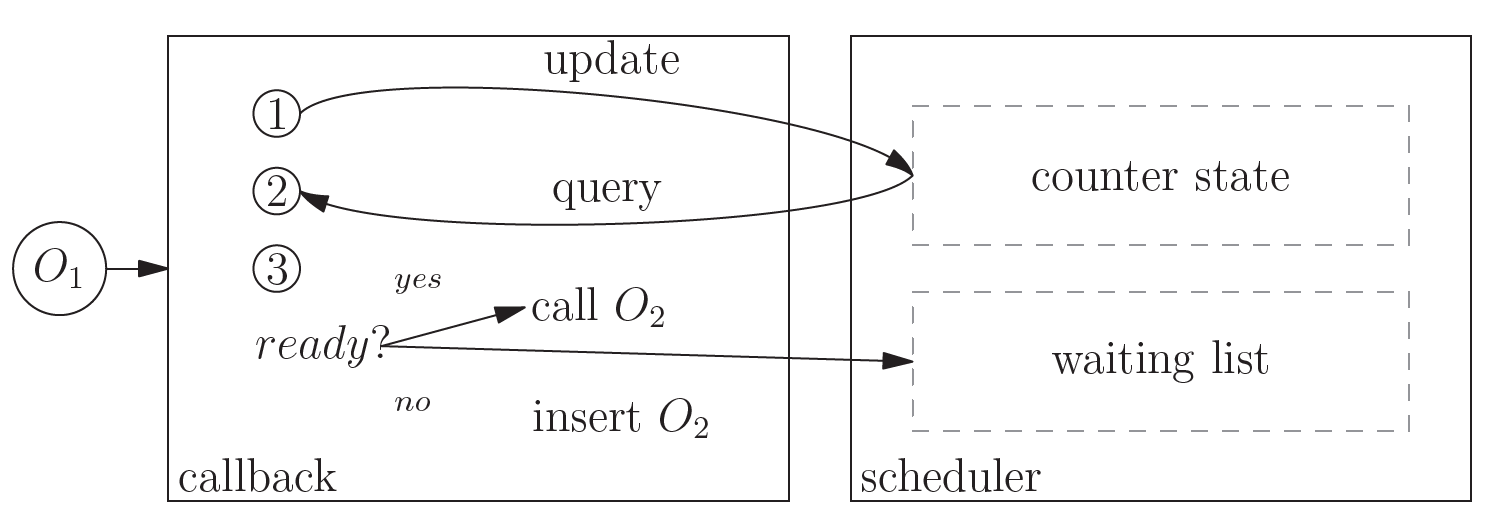 update
①
counter state
query
②
O₁
③
yes
call O₂
ready?
waiting list
no
insert O₂
callback
scheduler